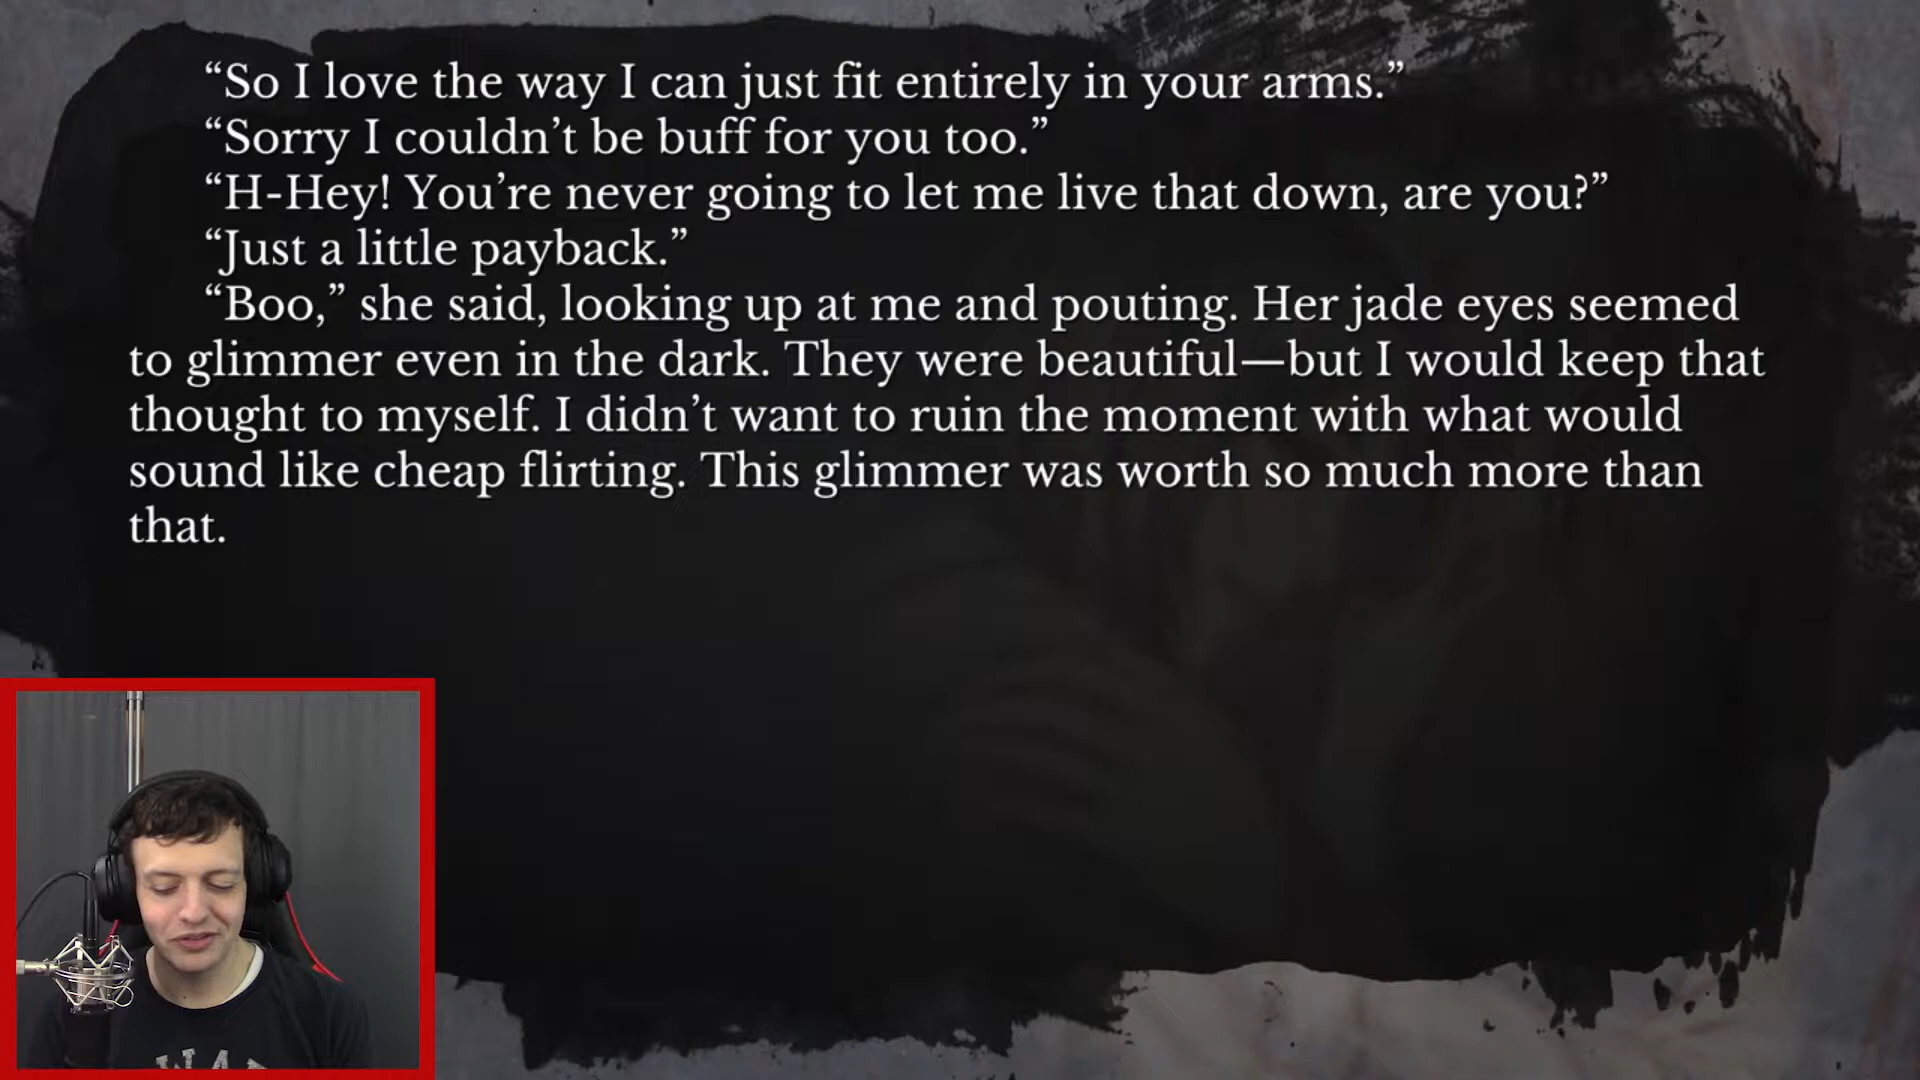 “So I love the way I can just fit entirely in your arms.”
“Sorry I couldn’t be buff for you too.”
“H-Hey! You’re never going to let me live that down, are you?”
“Just a little payback.”
“Boo,” she said, looking up at me and pouting. Her jade eyes seemed
to glimmer even in the dark. They were beautiful—but I would keep that
thought to myself. I didn’t want to ruin the moment with what would
sound like cheap flirting. This glimmer was worth so much more than
that.